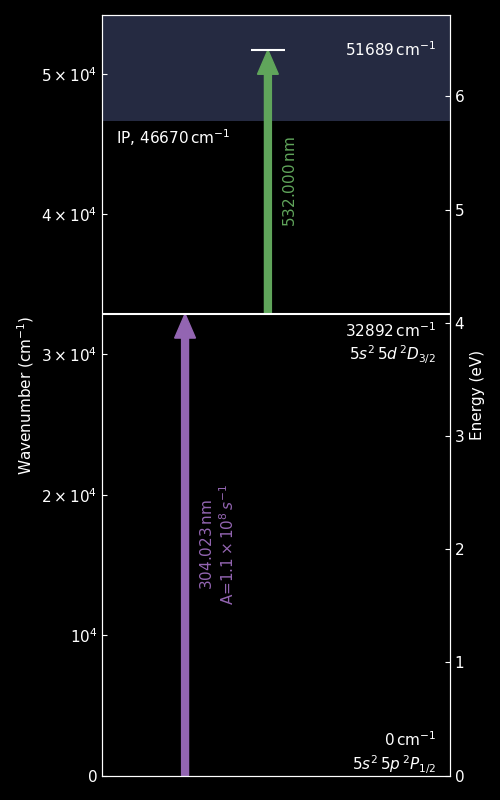 51689 cm⁻¹
5 × 10⁴
6
IP, 46670 cm⁻¹
532.000 nm
4 × 10⁴
5
32892 cm⁻¹
5s² 5d ²D₃/₂
4
3 × 10⁴
Wavenumber (cm⁻¹)
Energy (eV)
3
304.023 nm
A=1.1 × 10⁸ s⁻¹
2 × 10⁴
2
10⁴
1
0 cm⁻¹
5s² 5p ²P₁/₂
0
0